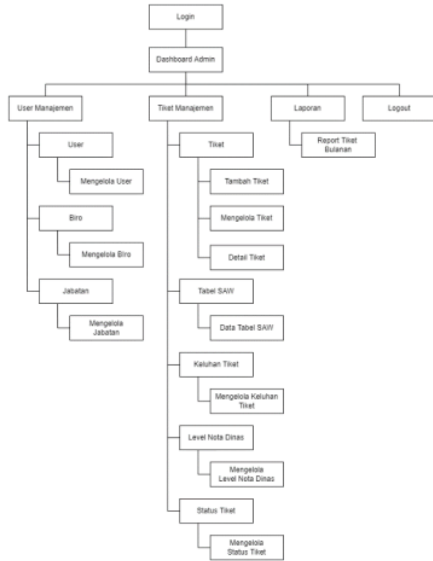 Login
Dashboard Admin
User Manajemen
Tiket Manajemen
Laporan
Logout
User
Mengelola User
Biro
Mengelola Biro
Jabatan
Mengelola
Jabatan
Tiket
Tambah Tiket
Mengelola Tiket
Detail Tiket
Tabel SAW
Data Tabel SAW
Keluhan Tiket
Mengelola Keluhan
Tiket
Level Nota Dinas
Mengelola
Level Nota Dinas
Status Tiket
Mengelola
Status Tiket
Report Tiket
Bulanan